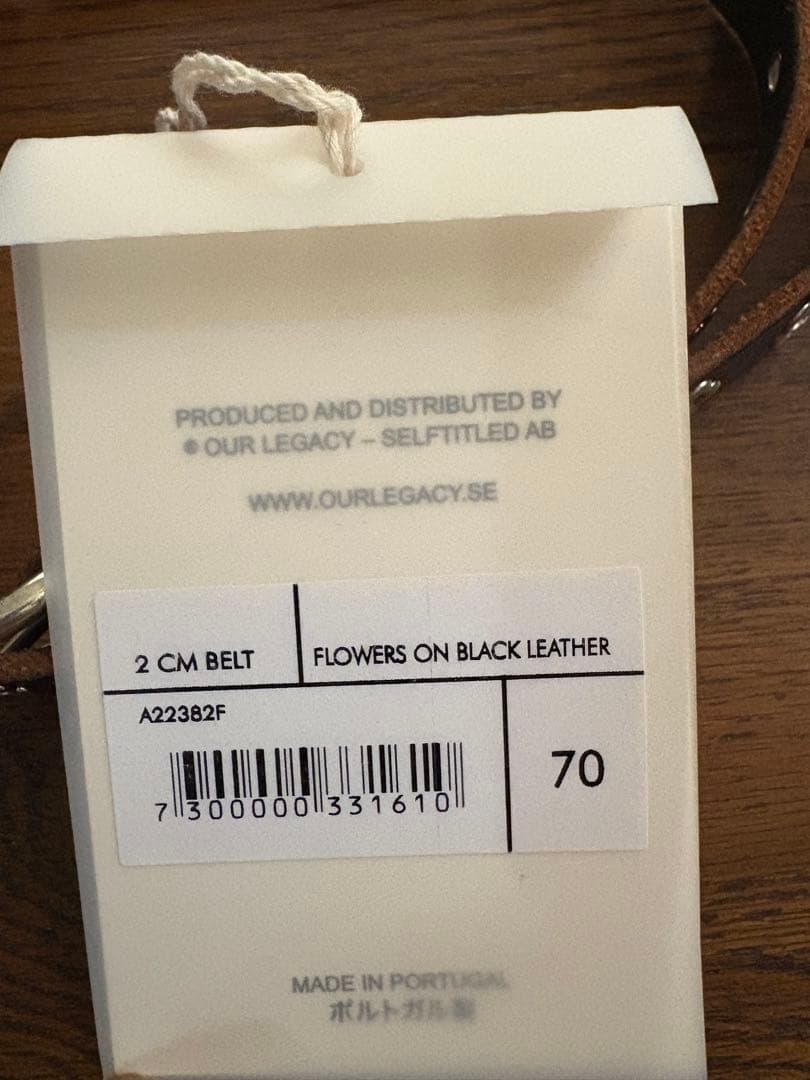 PRODUCED AND DISTRIBUTED BY
© OUR LEGACY – SELFTITLED AB
WWW.OURLEGACY.SE
2 CM BELT
FLOWERS ON BLACK LEATHER
A22382F
7 300000 331610
70
MADE IN PORTUGAL
ポルトガル製